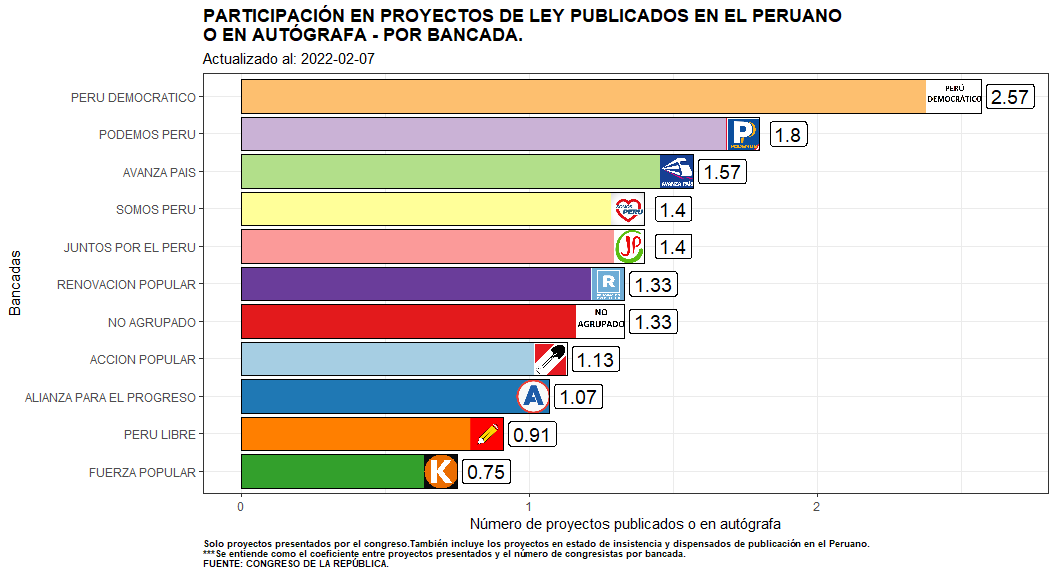 PARTICIPACIÓN EN PROYECTOS DE LEY PUBLICADOS EN EL PERUANO
O EN AUTÓGRAFA - POR BANCADA.
Actualizado al: 2022-02-07
Bancadas
PERU DEMOCRATICO
PERÚ
DEMOCRÁTICO
2.57
PODEMOS PERU
P
PODEMOS
1.8
AVANZA PAIS
AVANZA PAIS
1.57
SOMOS PERU
SOMOS
PERU
1.4
JUNTOS POR EL PERU
JP
1.4
RENOVACION POPULAR
R
1.33
NO AGRUPADO
NO
AGRUPADO
1.33
ACCION POPULAR
1.13
ALIANZA PARA EL PROGRESO
A
1.07
PERU LIBRE
0.91
FUERZA POPULAR
K
0.75
0 1 2
Número de proyectos publicados o en autógrafa
Solo proyectos presentados por el congreso.También incluye los proyectos en estado de insistencia y dispensados de publicación en el Peruano.
***Se entiende como el coeficiente entre proyectos presentados y el número de congresistas por bancada.
FUENTE: CONGRESO DE LA REPÚBLICA.